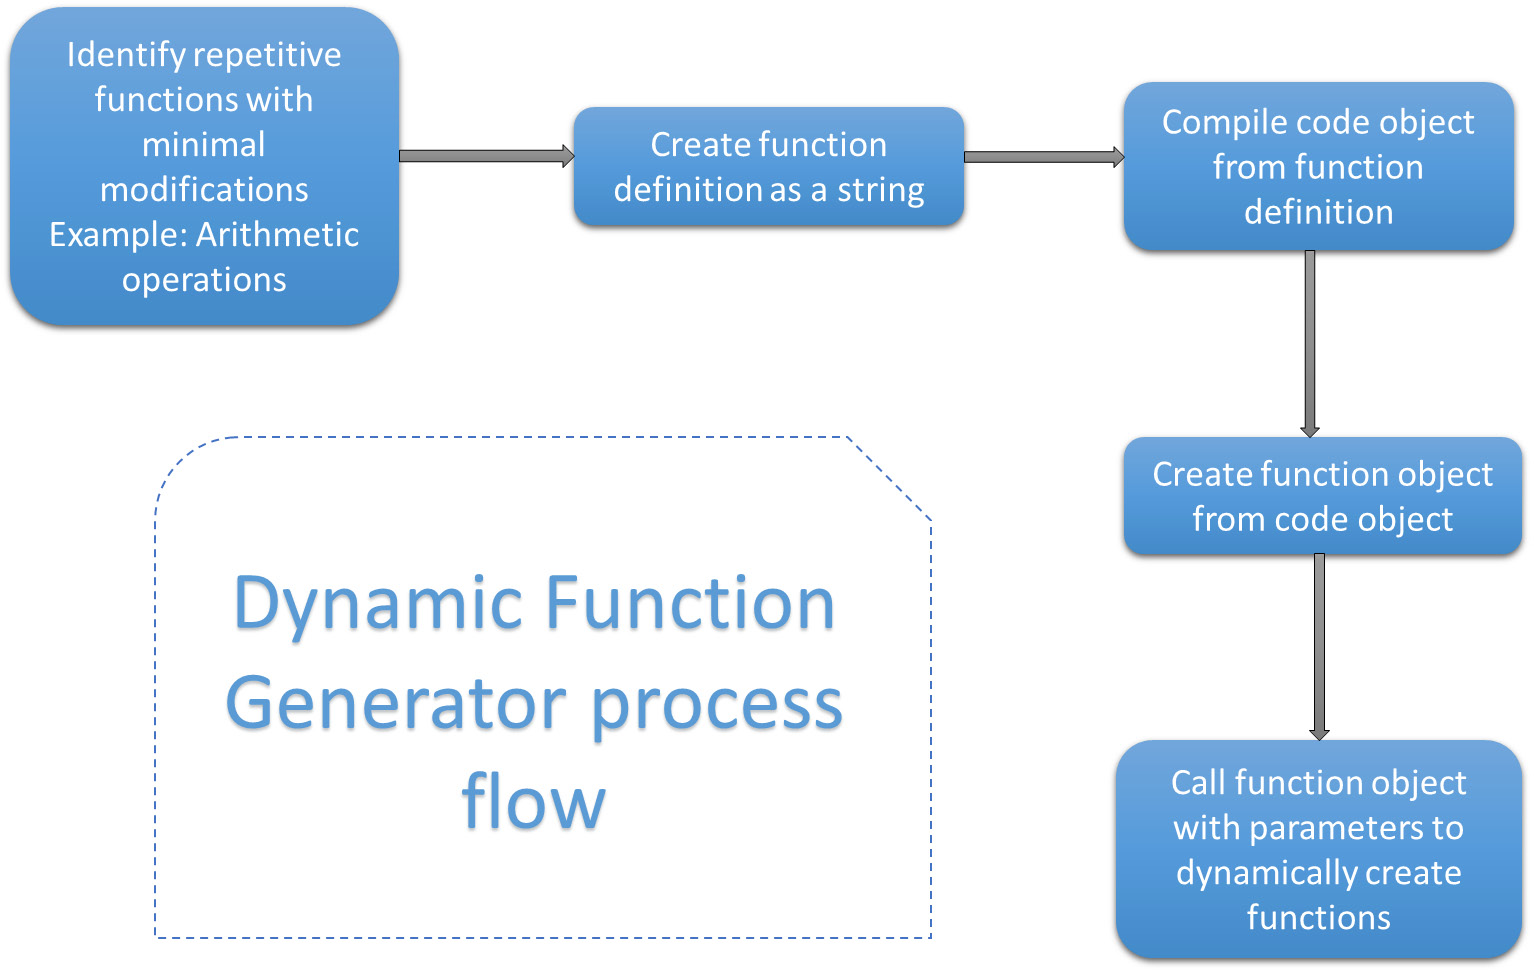 Identify repetitive
functions with
minimal
modifications
Example: Arithmetic
operations
Create function
definition as a string
Compile code object
from function
definition
Create function object
from code object
Call function object
with parameters to
dynamically create
functions
Dynamic Function
Generator process
flow